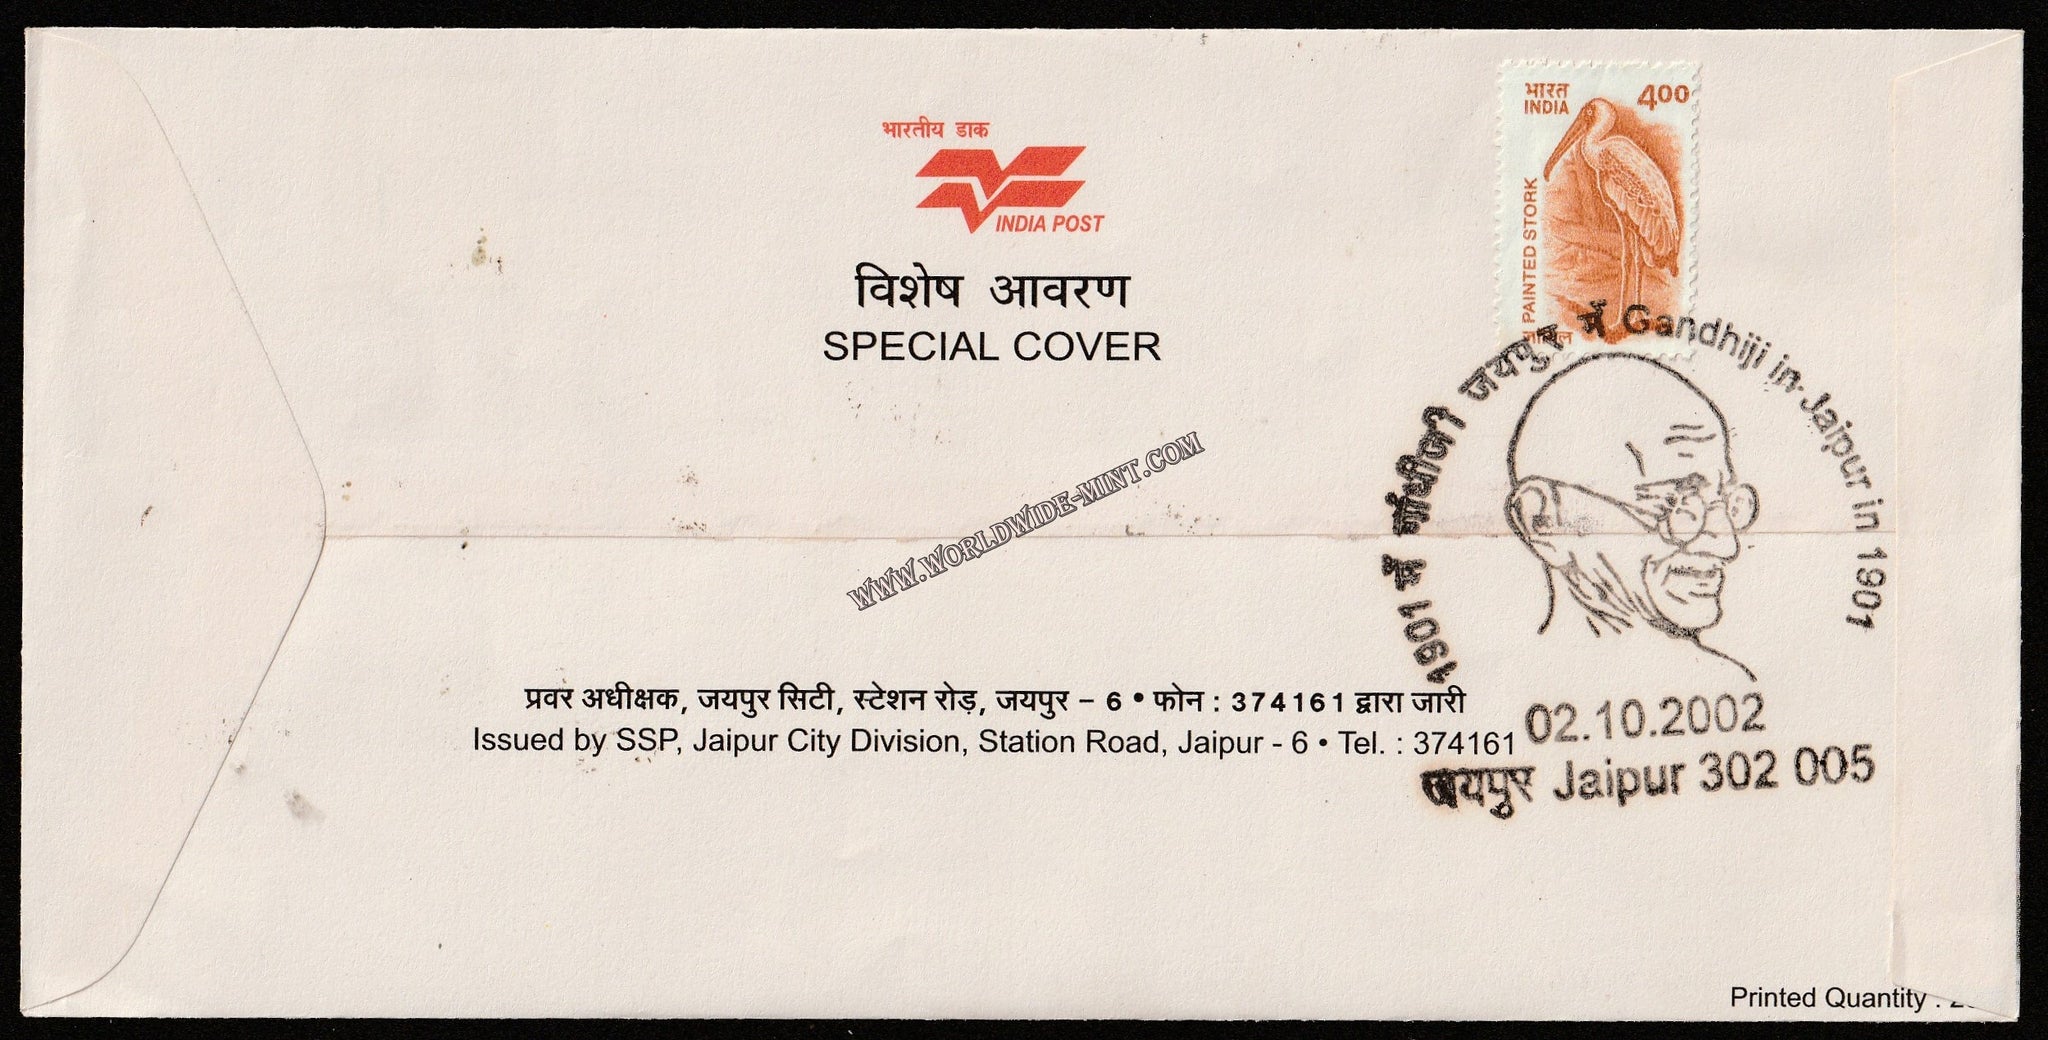 भारतीय डाक
INDIA POST
विशेष आवरण
SPECIAL COVER
भारत
INDIA
400
PAINTED STORK
1901 में गाँधीजी जयपुर में Gandhiji in Jaipur in 1901
WWW.WORLDWIDE-MINT.COM
प्रवर अधीक्षक, जयपुर सिटी, स्टेशन रोड़, जयपुर – 6 • फोन : 374161 द्वारा जारी
Issued by SSP, Jaipur City Division, Station Road, Jaipur - 6 • Tel. : 374161
02.10.2002
जयपुर Jaipur 302 005
Printed Quantity :